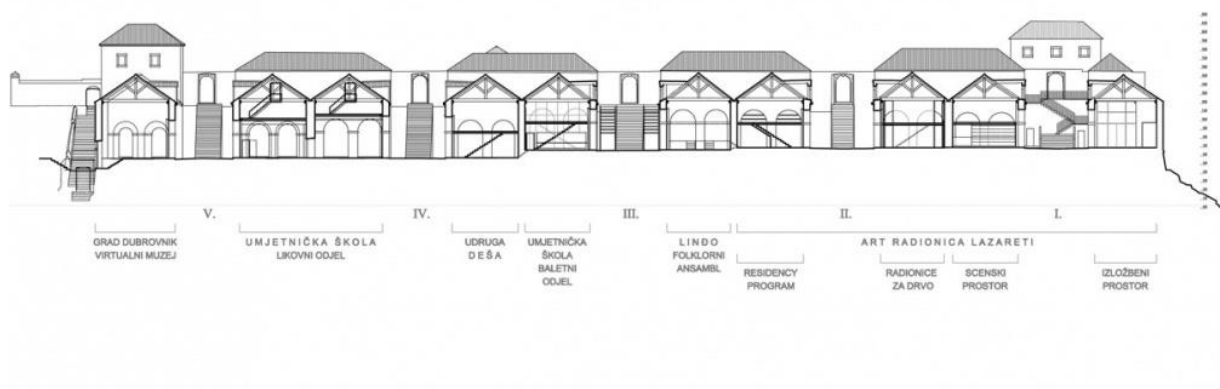 V.
IV.
III.
II.
I.
GRAD DUBROVNIK
VIRTUALNI MUZEJ
UMJETNIČKA ŠKOLA
LIKOVNI ODJEL
UDRUGA
DEŠA
UMJETNIČKA
ŠKOLA
BALETNI
ODJEL
LINĐO
FOLKLORNI
ANSAMBL
ART RADIONICA LAZARETI
RESIDENCY
PROGRAM
RADIONICE
ZA DRVO
SCENSKI
PROSTOR
IZLOŽBENI
PROSTOR